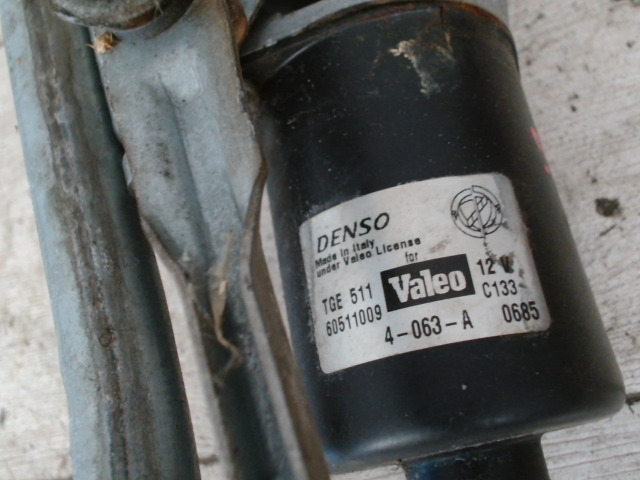 DENSO
Made in Italy
under Valeo License
for
TGE 511 Valeo 12 V
60511009 C133
4-063-A 0685